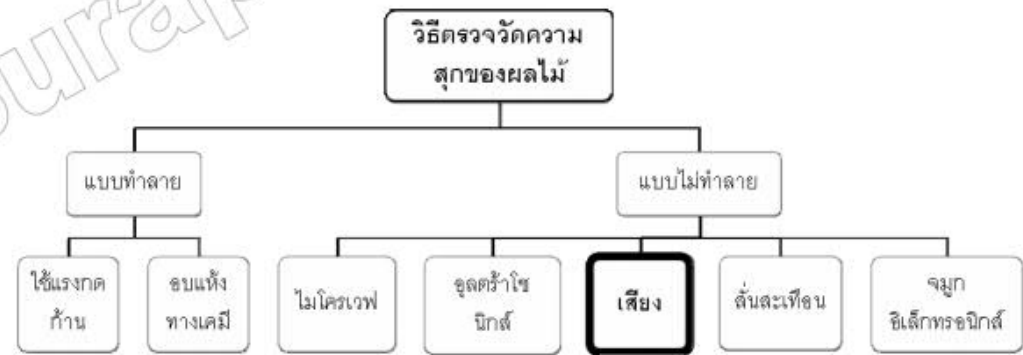 วิธีตรวจวัดความ
สุกของผลไม้
แบบทำลาย
แบบไม่ทำลาย
ใช้แรงกด
ก้าน
อบแห้ง
ทางเคมี
ไมโครเวฟ
อุลตร้าโซ
นิกส์
เสียง
สั่นสะเทือน
จมูก
อิเล็กทรอนิกส์